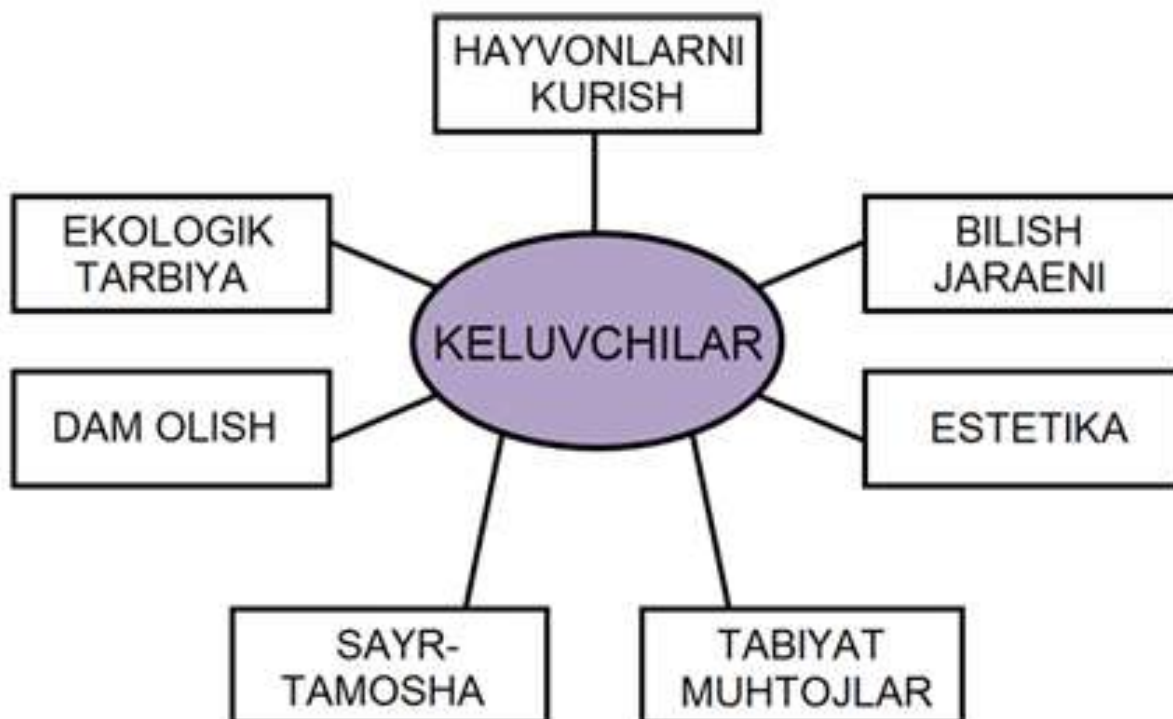 HAYVONLARNI
KURISH
EKOLOGIK
TARBIYA
BILISH
JARAENI
KELUVCHILAR
DAM OLISH
ESTETIKA
SAYR-
TAMOSHA
TABIYAT
MUHTOJLAR